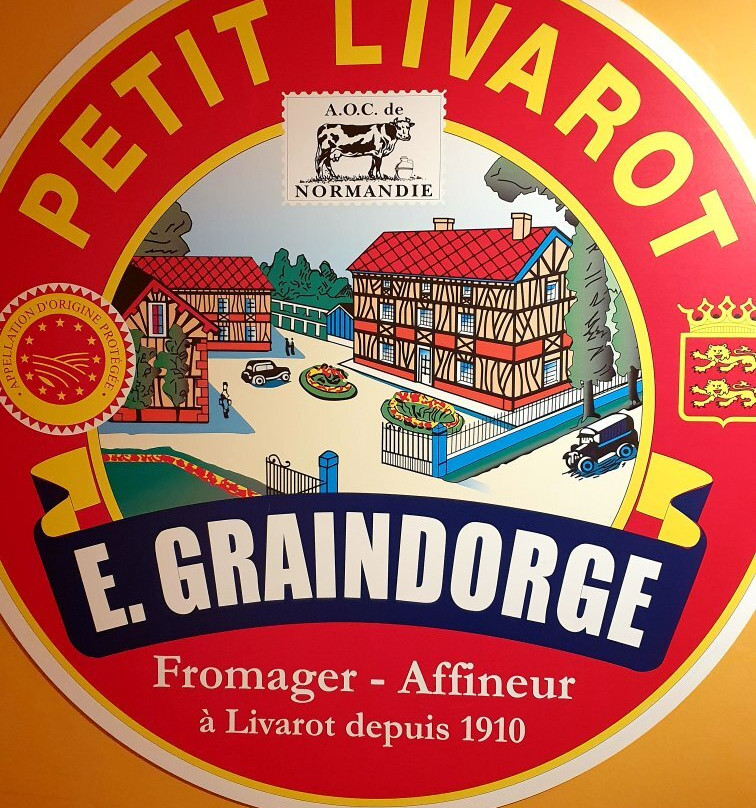 PETIT LIVAROT
A.O.C. de
NORMANDIE
APPELLATION D'ORIGINE PROTÉGÉE
E. GRAINDORGE
Fromager - Affineur
à Livarot depuis 1910